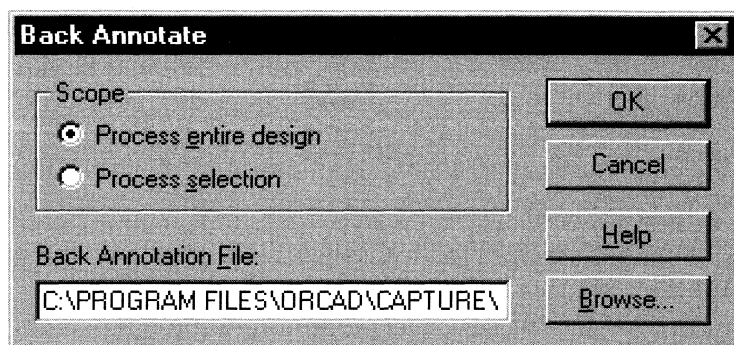 Back Annotate
Scope
Process entire design
Process selection
Back Annotation File:
C:\PROGRAM FILES\ORCAD\CAPTURE\
OK
Cancel
Help
Browse...